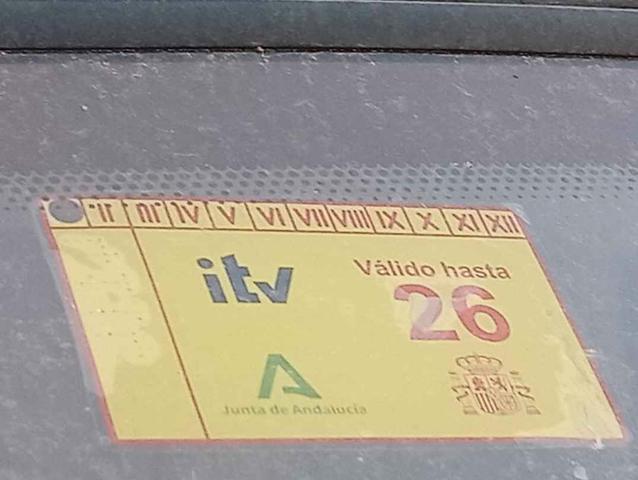 II III IV V VI VII VIII IX X XI XII
itv
Válido hasta
26
Junta de Andalucía